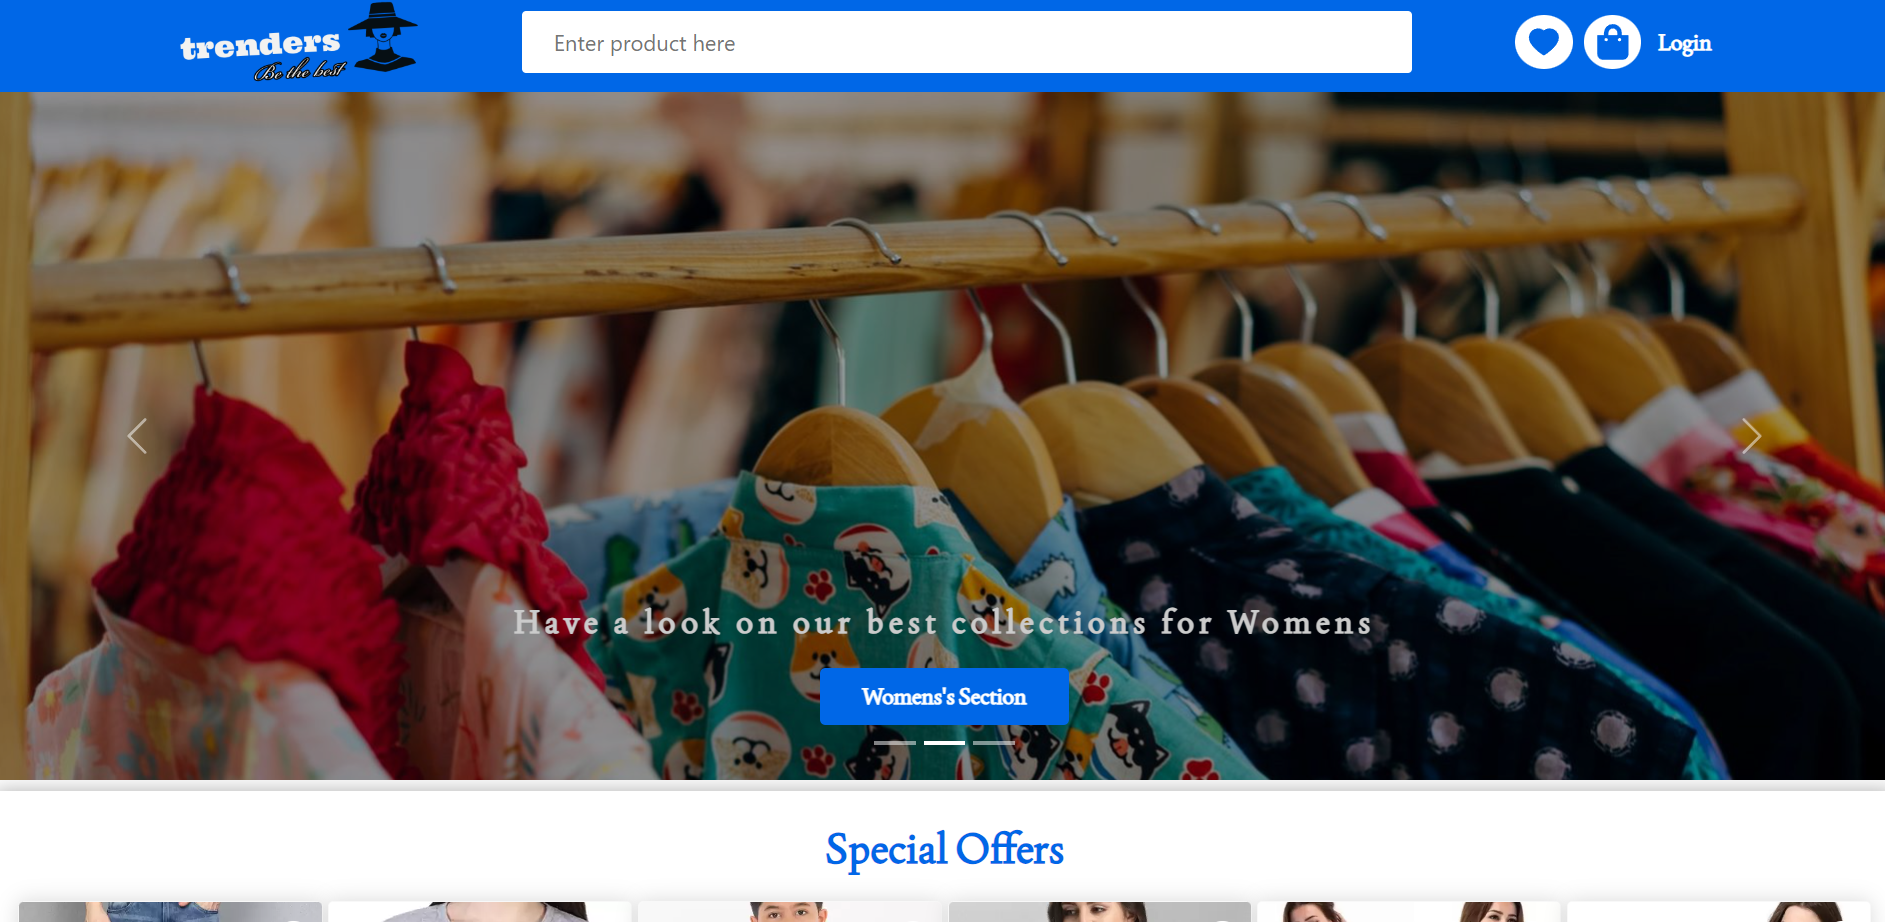 trenders
Be the best
Enter product here
Login
Have a look on our best collections for Womens
Womens's Section
Special Offers